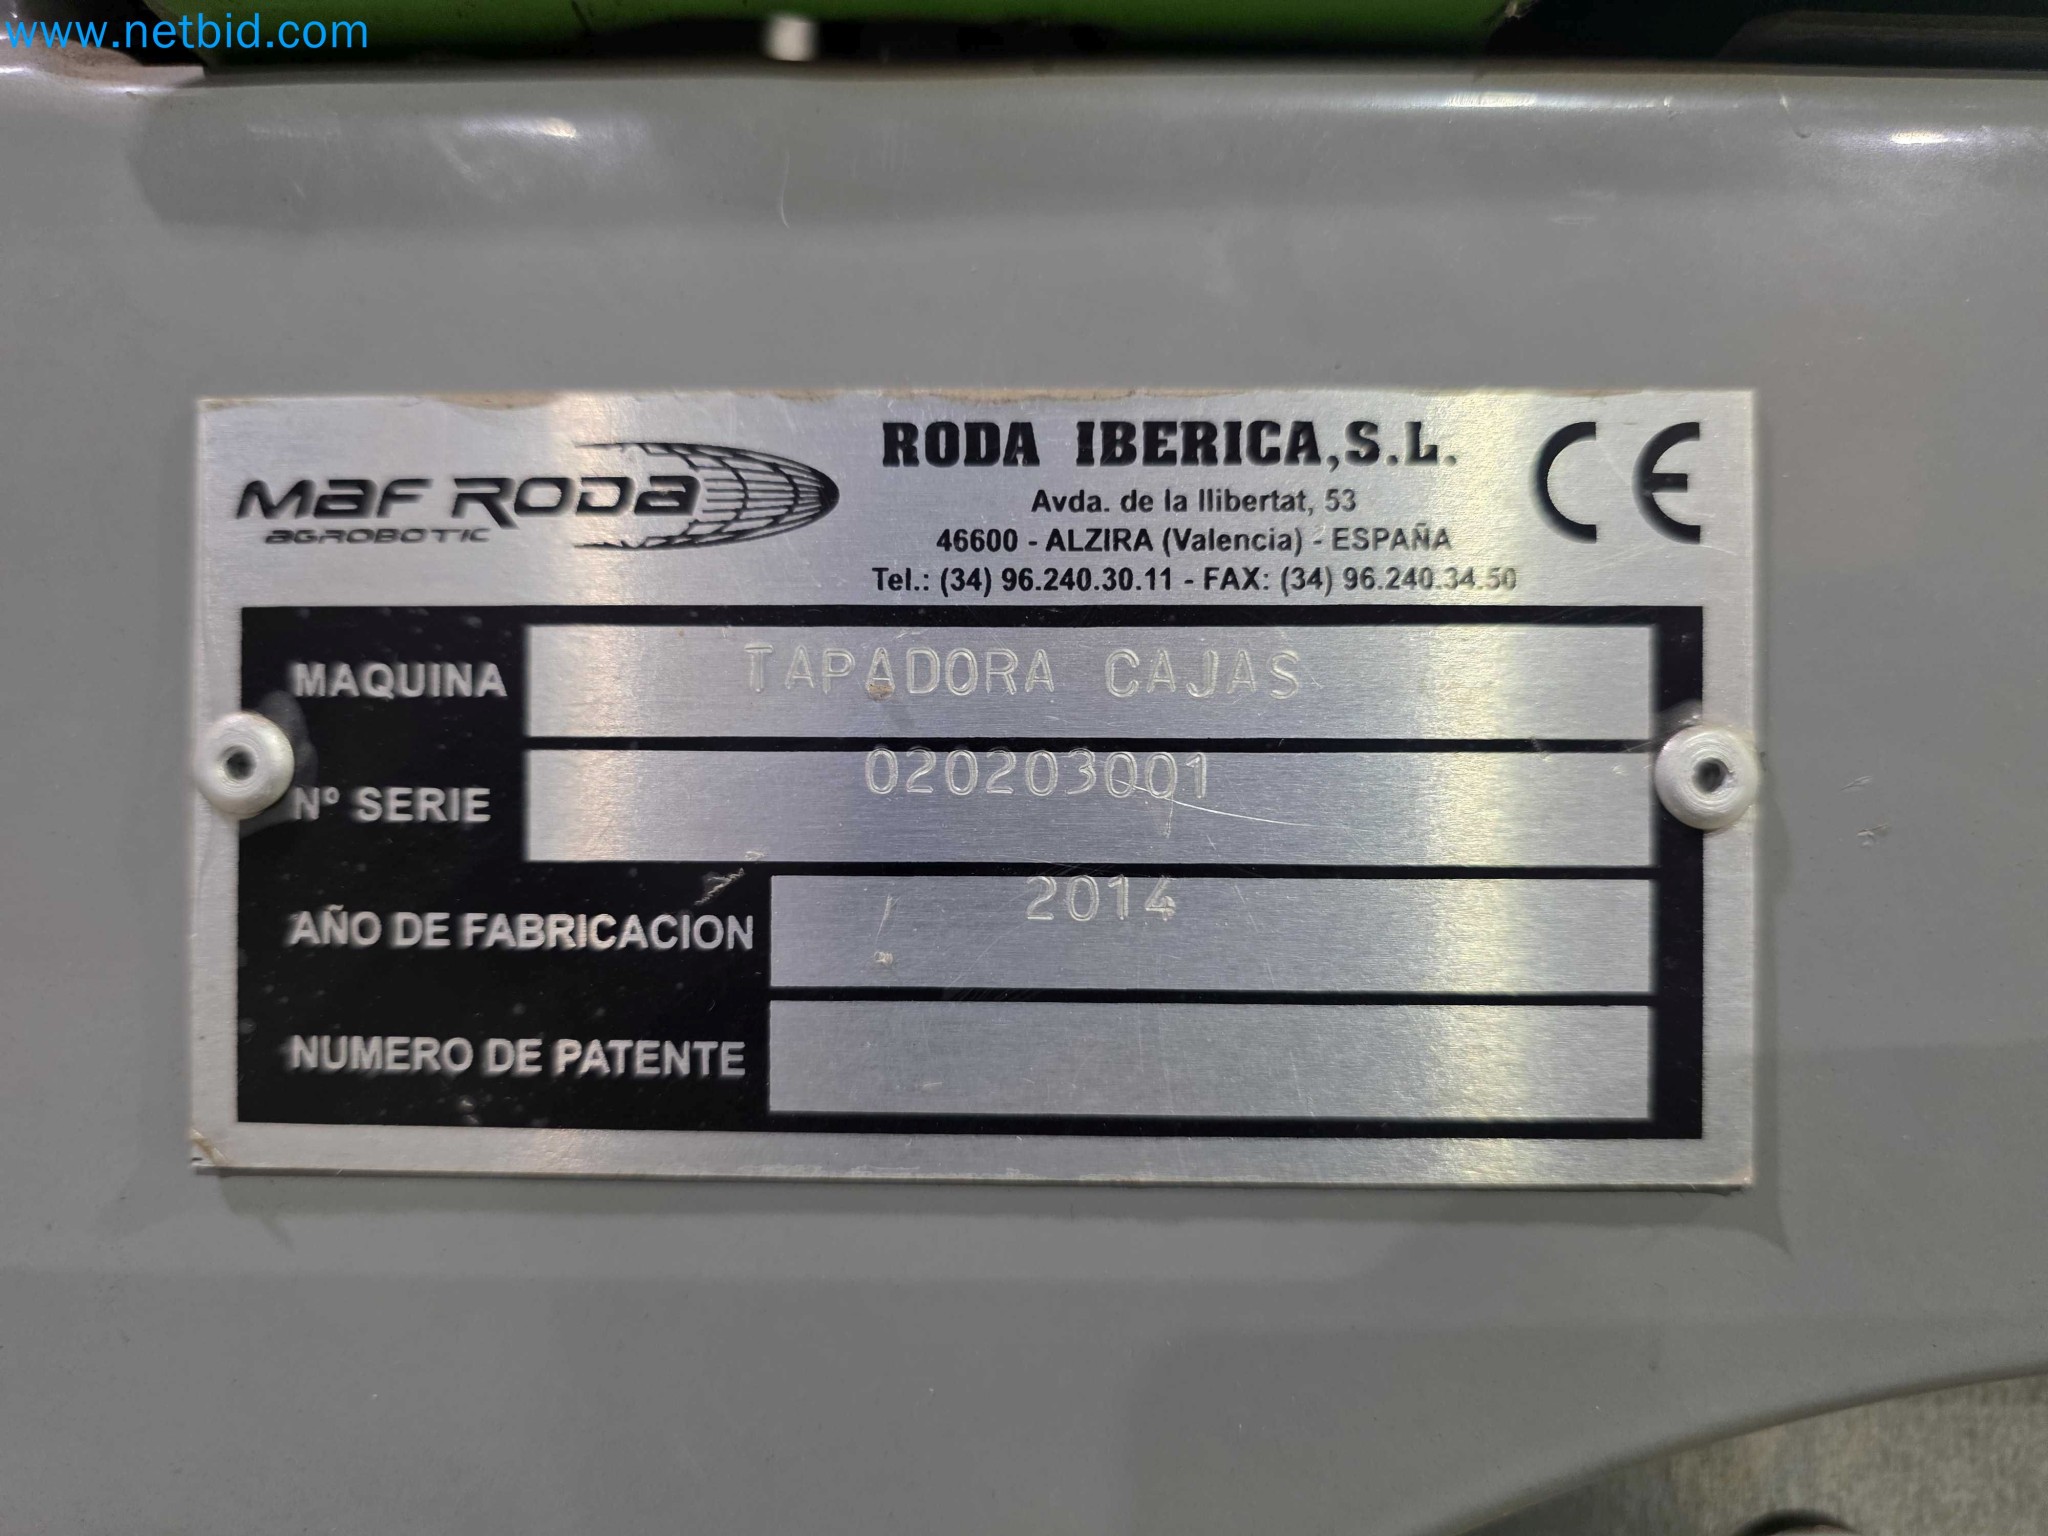 www.netbid.com
MAF RODA
AGROBOTIC
RODA IBERICA,S.L.
Avda. de la llibertat, 53
46600 - ALZIRA (Valencia) - ESPAÑA
Tel.: (34) 96.240.30.11 - FAX: (34) 96.240.34.50
CE
MAQUINA TAPADORA CAJAS
Nº SERIE 020203001
AÑO DE FABRICACION 2014
NUMERO DE PATENTE